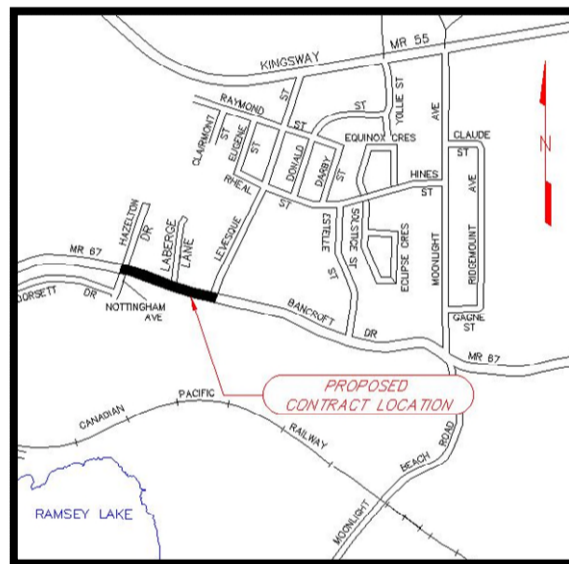 KINGSWAY
MR 55
RAYMOND
ST
CLAIRMONT
ST
EUGENE
ST
ST
DONALD
DARBY
ST
ST
YOLLIE ST
EQUINOX CRES
AVE
CLAUDE
ST
RHEAL
ST
HINES
ST
LEVESQUE
ESTELLE
ST
SOLSTICE ST
ECLIPSE CRES
MOONLIGHT
RIDGEMOUNT
AVE
HAZELTON
DR
LABERGE
LANE
MR 67
DORSETT
DR
NOTTINGHAM
AVE
BANCROFT
DR
GAGNE
ST
MR 67
N
PROPOSED
CONTRACT LOCATION
CANADIAN
PACIFIC
RAILWAY
MOONLIGHT
BEACH
ROAD
RAMSEY LAKE